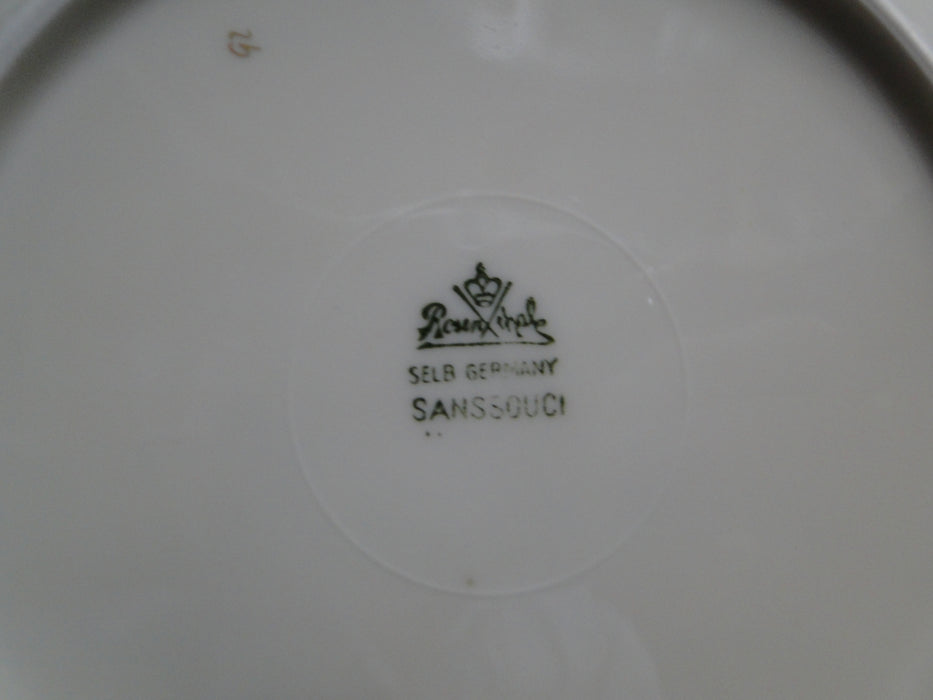 Rosenthal
SELB GERMANY
SANSSOUCI